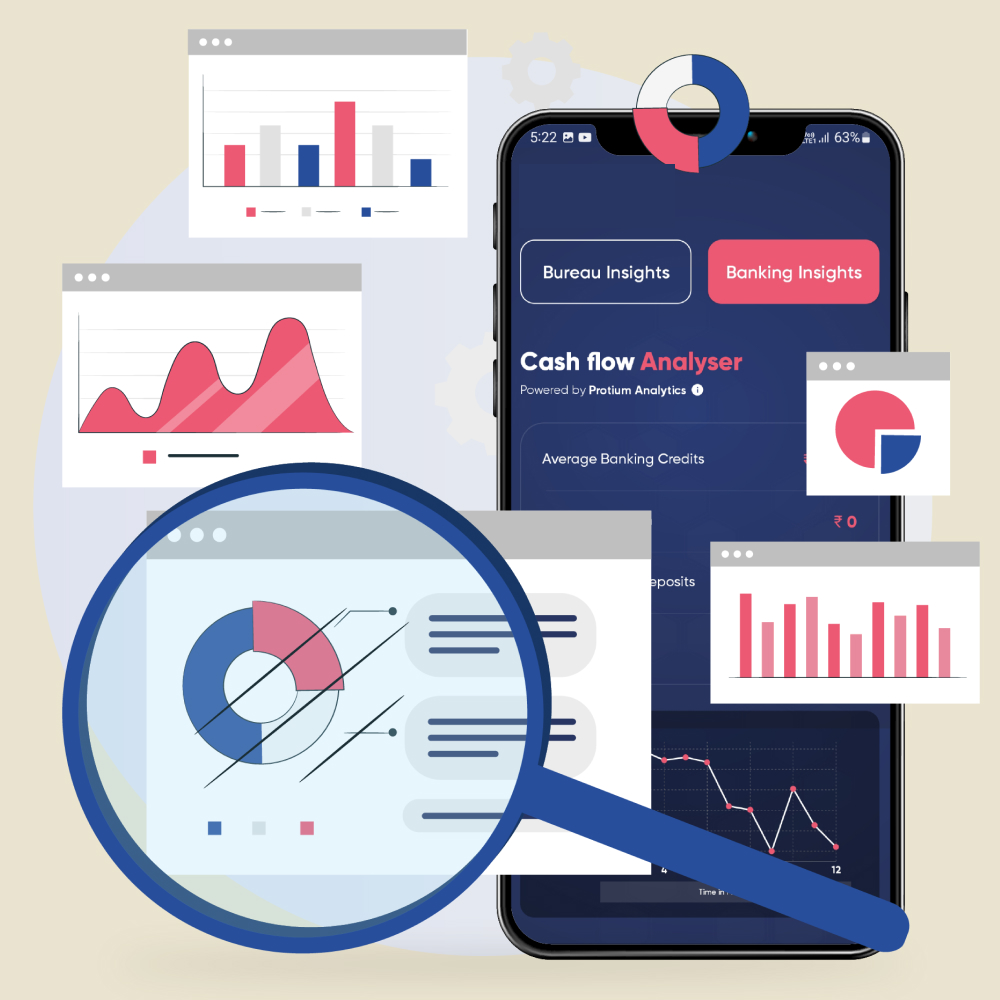 5:22
63%
Bureau Insights
Banking Insights
Cash flow Analyser
Powered by Protium Analytics
Average Banking Credits
₹ 0
eposits
4
12
Time in